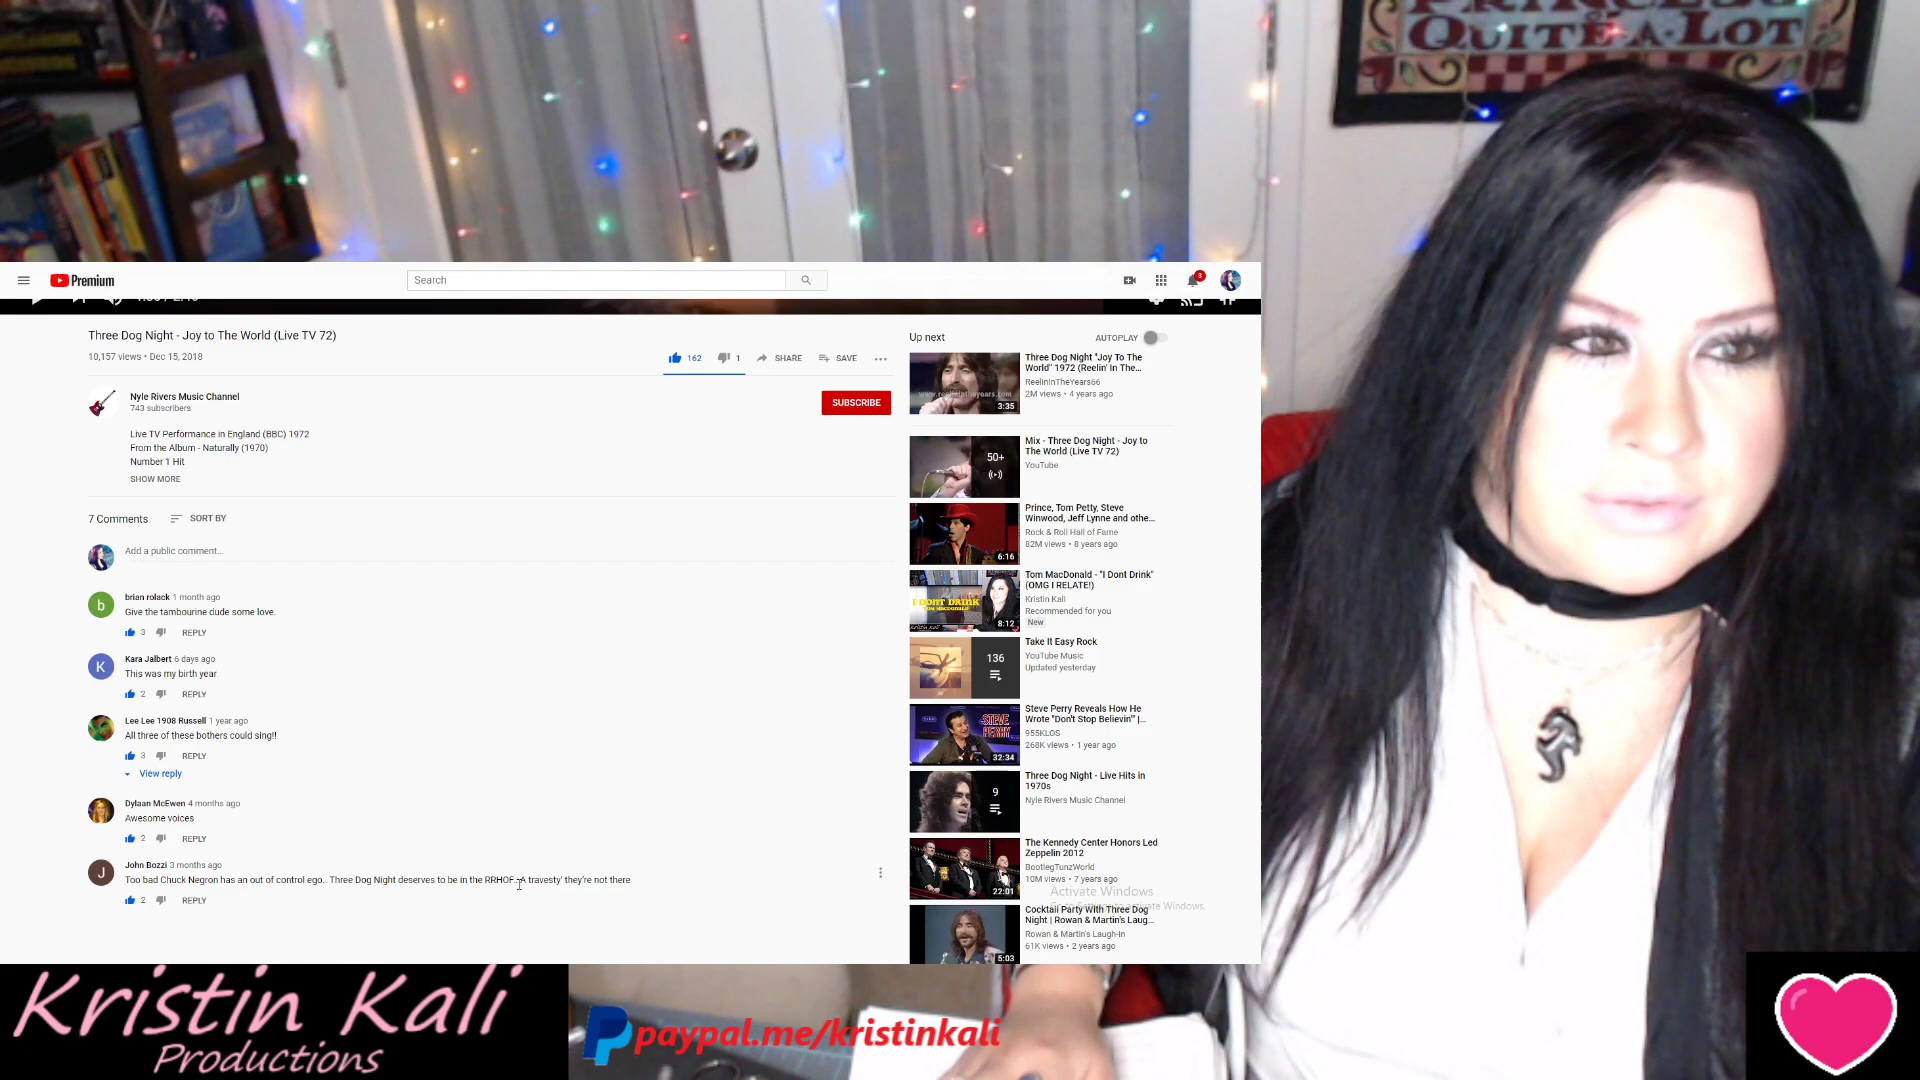 PRINCESS
OF
QUITE A LOT
Premium
Search
3
Three Dog Night - Joy to The World (Live TV 72)
10,157 views • Dec 15, 2018
162
1
SHARE
SAVE
Nyle Rivers Music Channel
743 subscribers
SUBSCRIBE
Live TV Performance in England (BBC) 1972
From the Album - Naturally (1970)
Number 1 Hit
SHOW MORE
7 Comments
SORT BY
Add a public comment...
b
brian rolack 1 month ago
Give the tambourine dude some love.
3 REPLY
K
Kara Jalbert 6 days ago
This was my birth year
2 REPLY
Lee Lee 1908 Russell 1 year ago
All three of these bothers could sing!!
3 REPLY
View reply
Dylaan McEwen 4 months ago
Awesome voices
2 REPLY
J
John Bozzi 3 months ago
Too bad Chuck Negron has an out of control ego.. Three Dog Night deserves to be in the RRHOF.. A travesty' they're not there
2 REPLY
Up next
AUTOPLAY
www.reelintheyears.com
3:35
Three Dog Night "Joy To The
World" 1972 (Reelin' In The...
ReelinInTheYears66
2M views • 4 years ago
50+
Mix - Three Dog Night - Joy to
The World (Live TV 72)
YouTube
6:16
Prince, Tom Petty, Steve
Winwood, Jeff Lynne and othe...
Rock & Roll Hall of Fame
82M views • 8 years ago
I DONT DRINK
8:12
Tom MacDonald - "I Dont Drink"
(OMG I RELATE!)
Kristin Kali
Recommended for you
New
136
Take It Easy Rock
YouTube Music
Updated yesterday
STEVE
PERRY
32:34
Steve Perry Reveals How He
Wrote "Don't Stop Believin'" |...
955KLOS
268K views • 1 year ago
9
Three Dog Night - Live Hits in
1970s
Nyle Rivers Music Channel
22:01
The Kennedy Center Honors Led
Zeppelin 2012
BootlegTunzWorld
10M views • 7 years ago
Activate Windows
5:03
Cocktail Party With Three Dog
Night | Rowan & Martin's Laug...
Rowan & Martin's Laugh-In
61K views • 2 years ago
Kristin Kali
Productions
paypal.me/kristinkali